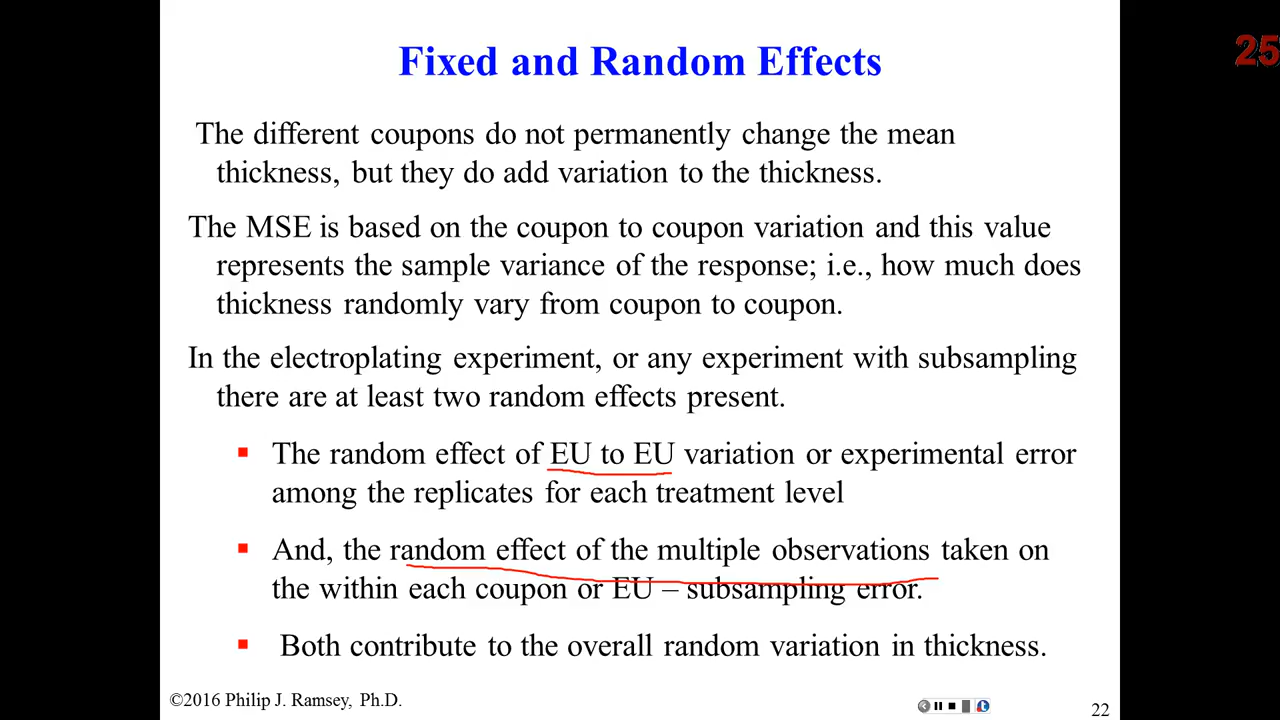 Fixed and Random Effects
25
The different coupons do not permanently change the mean
thickness, but they do add variation to the thickness.
The MSE is based on the coupon to coupon variation and this value
represents the sample variance of the response; i.e., how much does
thickness randomly vary from coupon to coupon.
In the electroplating experiment, or any experiment with subsampling
there are at least two random effects present.
▪ The random effect of EU to EU variation or experimental error
among the replicates for each treatment level
▪ And, the random effect of the multiple observations taken on
the within each coupon or EU – subsampling error.
▪ Both contribute to the overall random variation in thickness.
©2016 Philip J. Ramsey, Ph.D.
22